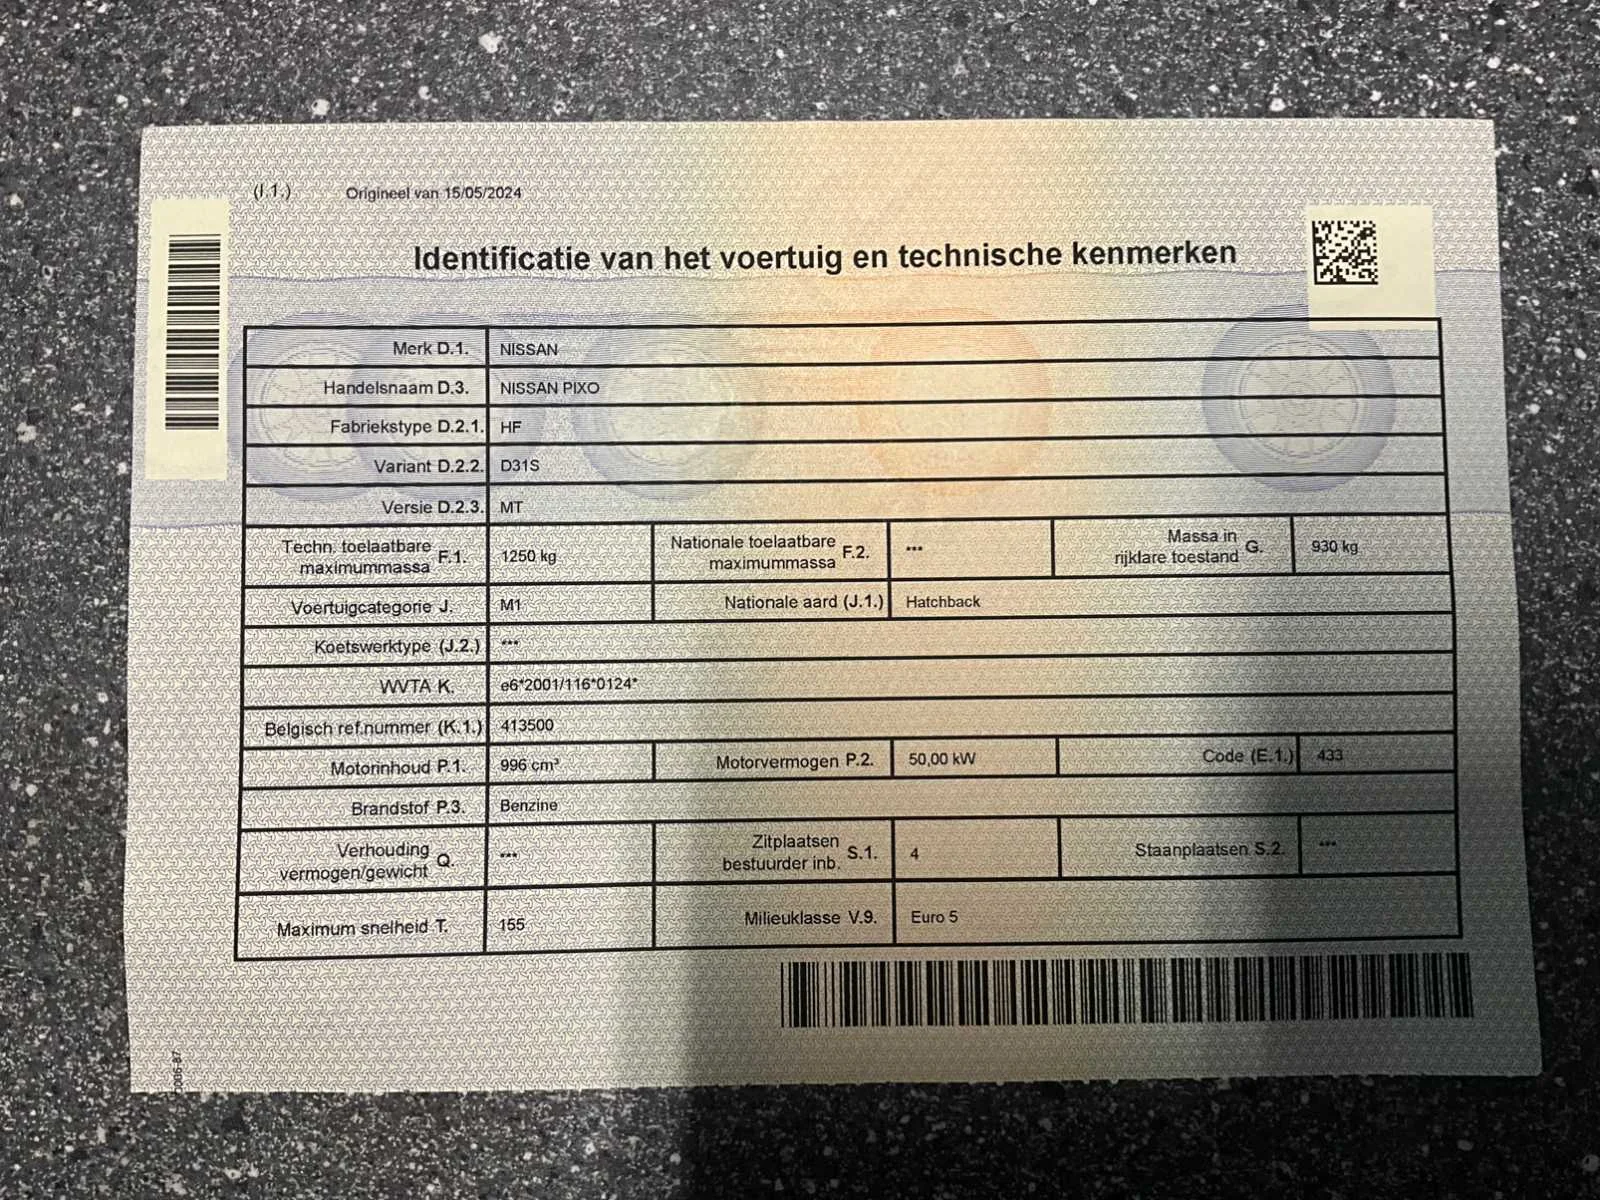 (I.1.) Origineel van 15/05/2024
Identificatie van het voertuig en technische kenmerken
Merk D.1. NISSAN
Handelsnaam D.3. NISSAN PIXO
Fabriekstype D.2.1. HF
Variant D.2.2. D31S
Versie D.2.3. MT
Techn. toelaatbare maximummassa F.1. 1250 kg Nationale toelaatbare maximummassa F.2. *** Massa in rijklare toestand G. 930 kg
Voertuigcategorie J. M1 Nationale aard (J.1.) Hatchback
Koetswerktype (J.2.) ***
WVTA K. e6*2001/116*0124*
Belgisch ref.nummer (K.1.) 413500
Motorinhoud P.1. 996 cm³ Motorvermogen P.2. 50,00 kW Code (E.1.) 433
Brandstof P.3. Benzine
Verhouding vermogen/gewicht Q. *** Zitplaatsen bestuurder inb. S.1. 4 Staanplaatsen S.2. ***
Maximum snelheid T. 155 Milieuklasse V.9. Euro 5